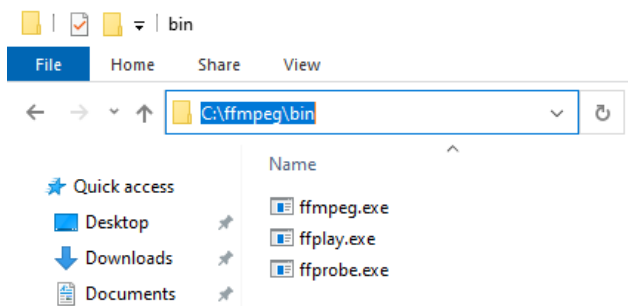 bin
File Home Share View
C:\ffmpeg\bin
Name
Quick access
Desktop
Downloads
Documents
ffmpeg.exe
ffplay.exe
ffprobe.exe